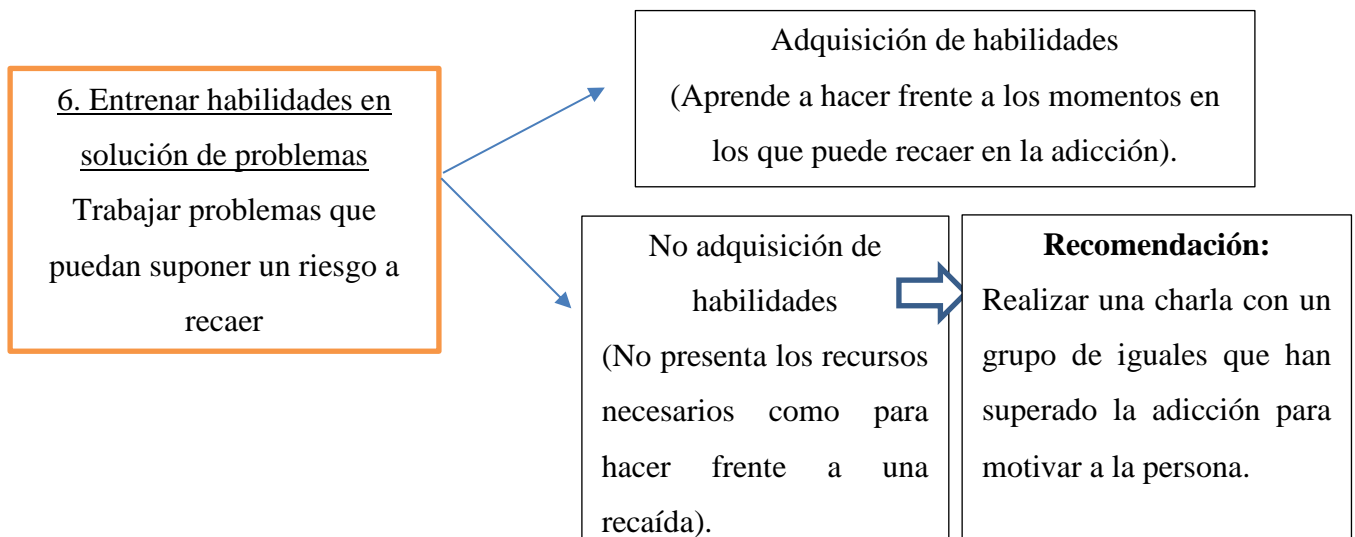 6. Entrenar habilidades en
solución de problemas
Trabajar problemas que
puedan suponer un riesgo a
recaer
Adquisición de habilidades
(Aprende a hacer frente a los momentos en
los que puede recaer en la adicción).
No adquisición de
habilidades
(No presenta los recursos
necesarios como para
hacer frente a una
recaída).
Recomendación:
Realizar una charla con un
grupo de iguales que han
superado la adicción para
motivar a la persona.